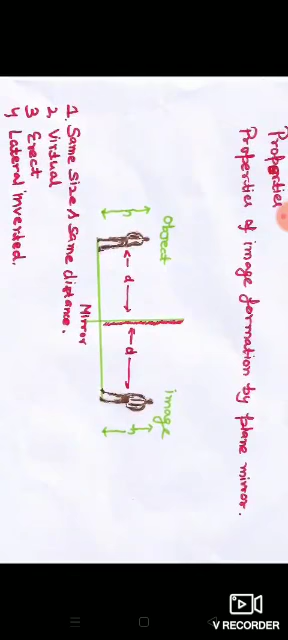 Properties
Properties of image formation by plane mirror.
Object
image
h
← d →
← d →
h
Mirror
1. Same size & same distance.
2 Virtual
3 Erect
4 Lateral invented.
V RECORDER